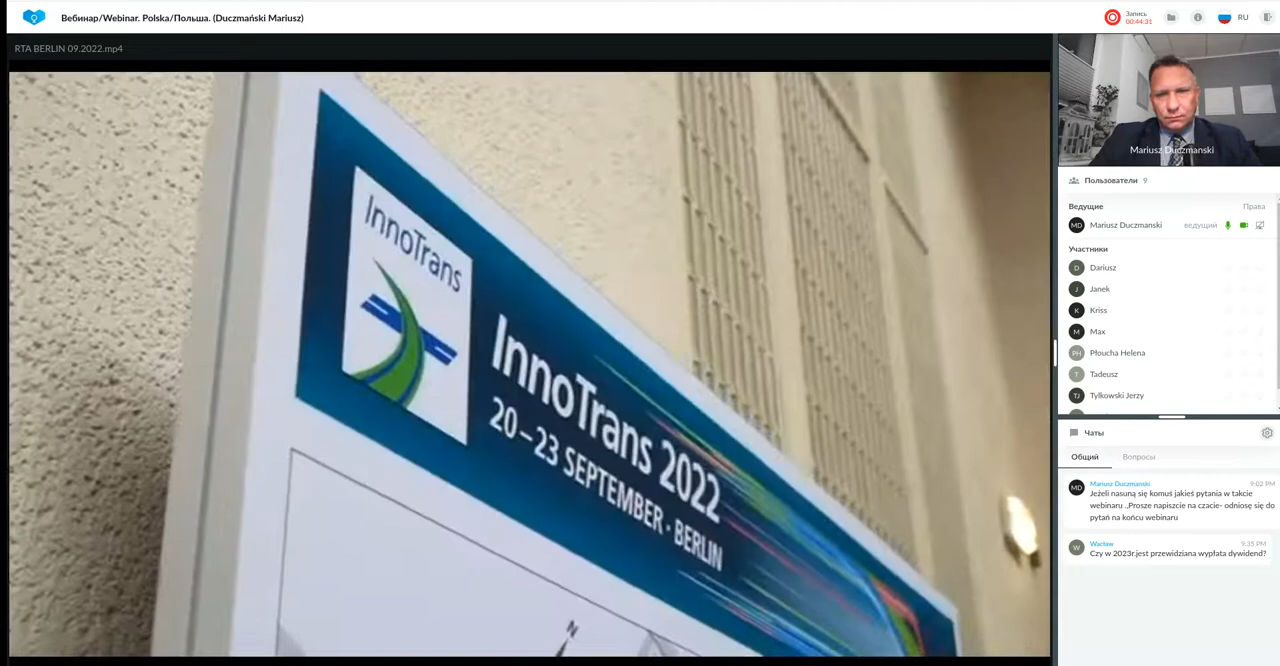 Вебинар/Webinar. Polska/Польша. (Duczmański Mariusz)
Запись
00:44:31
RU
RTA BERLIN 09.2022.mp4
InnoTrans
InnoTrans 2022
20–23 SEPTEMBER · BERLIN
N
Mariusz Duczmanski
Пользователи 9
Ведущие Права
MD Mariusz Duczmanski ведущий
Участники
D Dariusz
J Janek
K Kriss
M Max
PH Płoucha Helena
T Tadeusz
TJ Tylkowski Jerzy
Чаты
Общий Вопросы
MD Mariusz Duczmanski 9:02 PM
Jeżeli nasuną się komuś jakieś pytania w takcie
webinaru ,,Prosze napiszcie na czacie- odniosę się do
pytań na końcu webinaru
W Wacław 9:35 PM
Czy w 2023r.jest przewidziana wypłata dywidend?